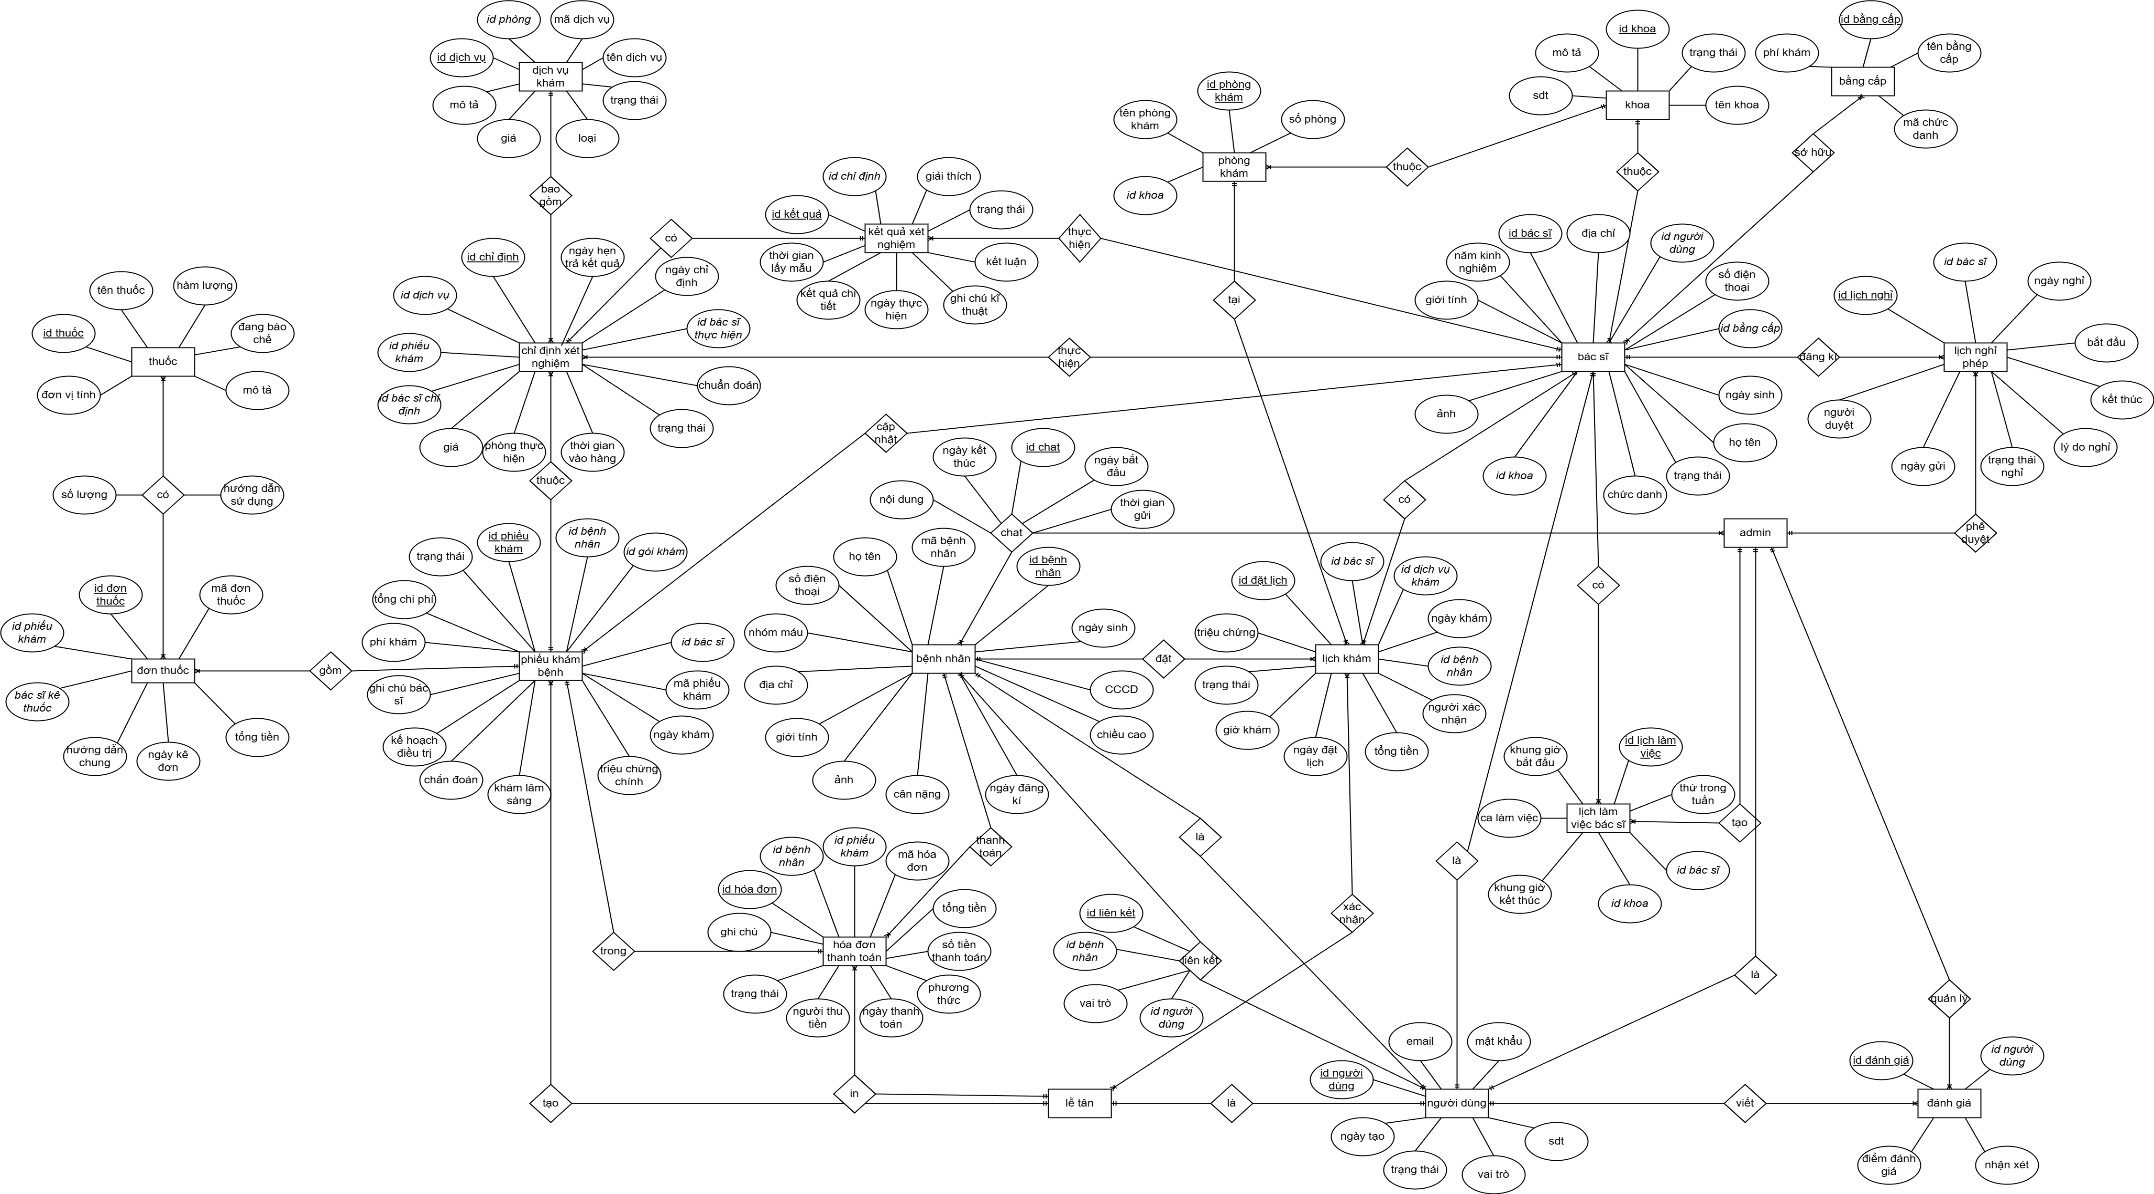 id phòng
mã dịch vụ
id dịch vụ
dịch vụ
khám
tên dịch vụ
mô tả
trạng thái
giá
loại
bao
gồm
id khoa
mô tả
trạng thái
sdt
khoa
tên khoa
id bằng cấp
phí khám
tên bằng
cấp
bằng cấp
mã chức
danh
sở hữu
id phòng
khám
tên phòng
khám
số phòng
phòng
khám
id khoa
thuộc
thuộc
id chỉ định
giải thích
id kết quả
trạng thái
có
kết quả xét
nghiệm
thực
hiện
thời gian
lấy mẫu
kết luận
kết quả chi
tiết
ngày thực
hiện
ghi chú kĩ
thuật
id chỉ định
ngày hẹn
trả kết quả
ngày chỉ
định
id dịch vụ
id bác sĩ
thực hiện
id phiếu
khám
chỉ định xét
nghiệm
chuẩn đoán
id bác sĩ chỉ
định
trạng thái
giá
phòng thực
hiện
thời gian
vào hàng
thực
hiện
thuộc
tại
id bác sĩ
địa chỉ
id người
dùng
năm kinh
nghiệm
số điện
thoại
giới tính
id bằng cấp
bác sĩ
ngày sinh
ảnh
họ tên
id khoa
chức danh
trạng thái
đăng kí
id bác sĩ
ngày nghỉ
id lịch nghỉ
bắt đầu
lịch nghỉ
phép
kết thúc
người
duyệt
lý do nghỉ
ngày gửi
trạng thái
nghỉ
phê
duyệt
admin
hàm lượng
tên thuốc
id thuốc
đang bào
chế
thuốc
đơn vị tính
mô tả
số lượng
có
hướng dẫn
sử dụng
id đơn
thuốc
mã đơn
thuốc
id phiếu
khám
đơn thuốc
bác sĩ kê
thuốc
hướng dẫn
chung
ngày kê
đơn
tổng tiền
gồm
cập
nhật
trạng thái
id phiếu
khám
id bệnh
nhân
id gói khám
tổng chi phí
phí khám
id bác sĩ
phiếu khám
bệnh
ghi chú bác
sĩ
mã phiếu
khám
kế hoạch
điều trị
ngày khám
chẩn đoán
khám lâm
sàng
triệu chứng
chính
ngày kết
thúc
id chat
ngày bắt
đầu
nội dung
thời gian
gửi
chat
họ tên
mã bệnh
nhân
id bệnh
nhân
số điện
thoại
nhóm máu
ngày sinh
bệnh nhân
địa chỉ
CCCD
giới tính
chiều cao
ảnh
cân nặng
ngày đăng
kí
đặt
có
id đặt lịch
id bác sĩ
id dịch vụ
khám
triệu chứng
ngày khám
lịch khám
id bệnh
nhân
trạng thái
người xác
nhận
giờ khám
ngày đặt
lịch
tổng tiền
có
khung giờ
bắt đầu
id lịch làm
việc
thứ trong
tuần
ca làm việc
lịch làm
việc bác sĩ
tạo
khung giờ
kết thúc
id khoa
id bác sĩ
thanh
toán
là
là
id bệnh
nhân
id phiếu
khám
mã hóa
đơn
id hóa đơn
tổng tiền
ghi chú
hóa đơn
thanh toán
số tiền
thanh toán
trạng thái
phương
thức
người thu
tiền
ngày thanh
toán
trong
xác
nhận
id liên kết
id bệnh
nhân
liên kết
vai trò
id người
dùng
là
quản lý
tạo
in
lễ tân
là
email
mật khẩu
id người
dùng
người dùng
ngày tạo
sdt
trạng thái
vai trò
viết
id đánh giá
id người
dùng
đánh giá
điểm đánh
giá
nhận xét